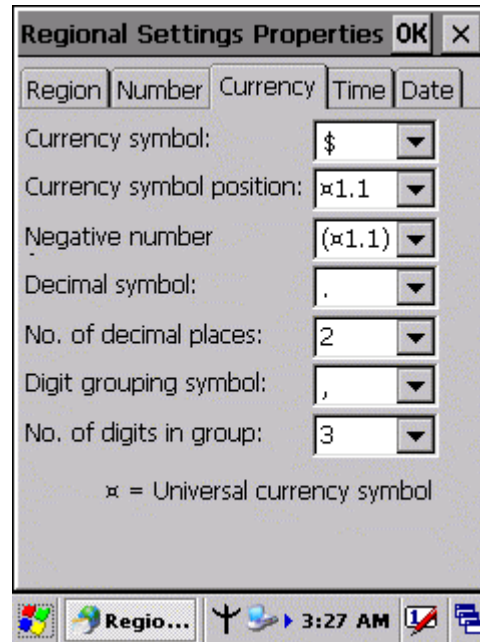 Regional Settings Properties OK ×
Region Number Currency Time Date
Currency symbol: $
Currency symbol position: ¤1.1
Negative number (¤1.1)
Decimal symbol: .
No. of decimal places: 2
Digit grouping symbol: ,
No. of digits in group: 3
¤ = Universal currency symbol
Regio... 3:27 AM